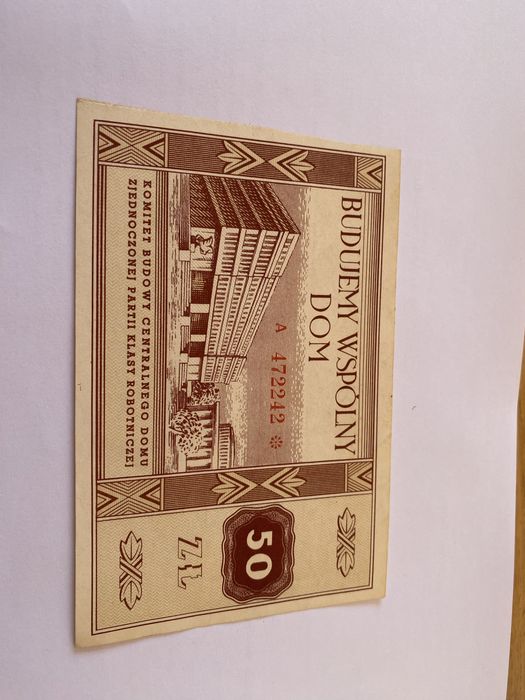 BUDUJEMY WSPÓLNY
DOM
A 472242 *
KOMITET BUDOWY CENTRALNEGO DOMU
ZJEDNOCZONEJ PARTII KLASY ROBOTNICZEJ
50
ZŁ